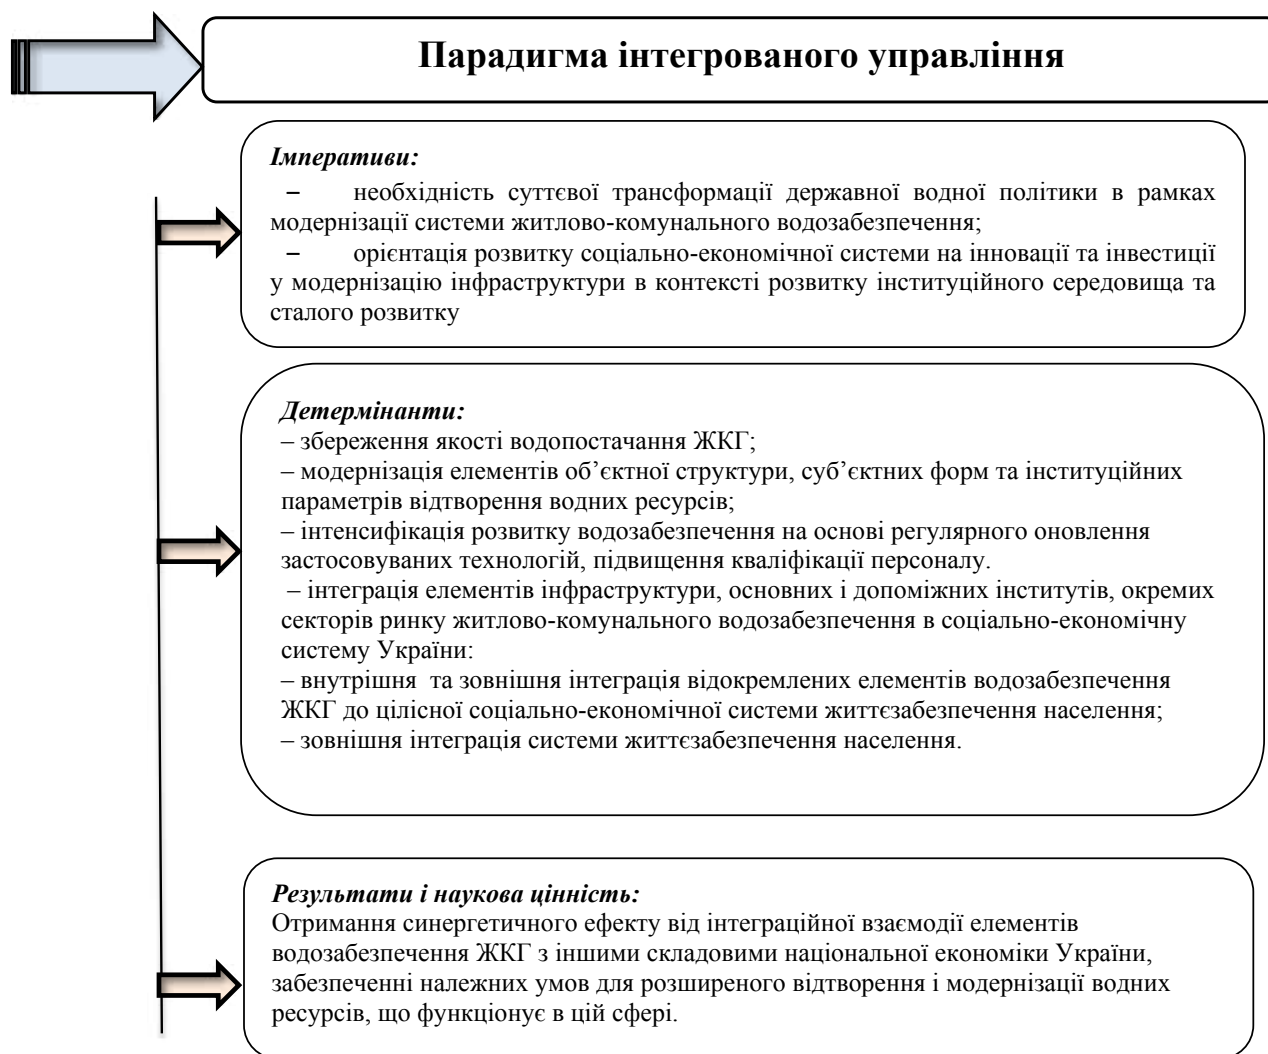 Парадигма інтегрованого управління
Імперативи:
– необхідність суттєвої трансформації державної водної політики в рамках
модернізації системи житлово-комунального водозабезпечення;
– орієнтація розвитку соціально-економічної системи на інновації та інвестиції
у модернізацію інфраструктури в контексті розвитку інституційного середовища та
сталого розвитку
Детермінанти:
– збереження якості водопостачання ЖКГ;
– модернізація елементів об’єктної структури, суб’єктних форм та інституційних
параметрів відтворення водних ресурсів;
– інтенсифікація розвитку водозабезпечення на основі регулярного оновлення
застосовуваних технологій, підвищення кваліфікації персоналу.
– інтеграція елементів інфраструктури, основних і допоміжних інститутів, окремих
секторів ринку житлово-комунального водозабезпечення в соціально-економічну
систему України:
– внутрішня та зовнішня інтеграція відокремлених елементів водозабезпечення
ЖКГ до цілісної соціально-економічної системи життєзабезпечення населення;
– зовнішня інтеграція системи життєзабезпечення населення.
Результати і наукова цінність:
Отримання синергетичного ефекту від інтеграційної взаємодії елементів
водозабезпечення ЖКГ з іншими складовими національної економіки України,
забезпеченні належних умов для розширеного відтворення і модернізації водних
ресурсів, що функціонує в цій сфері.